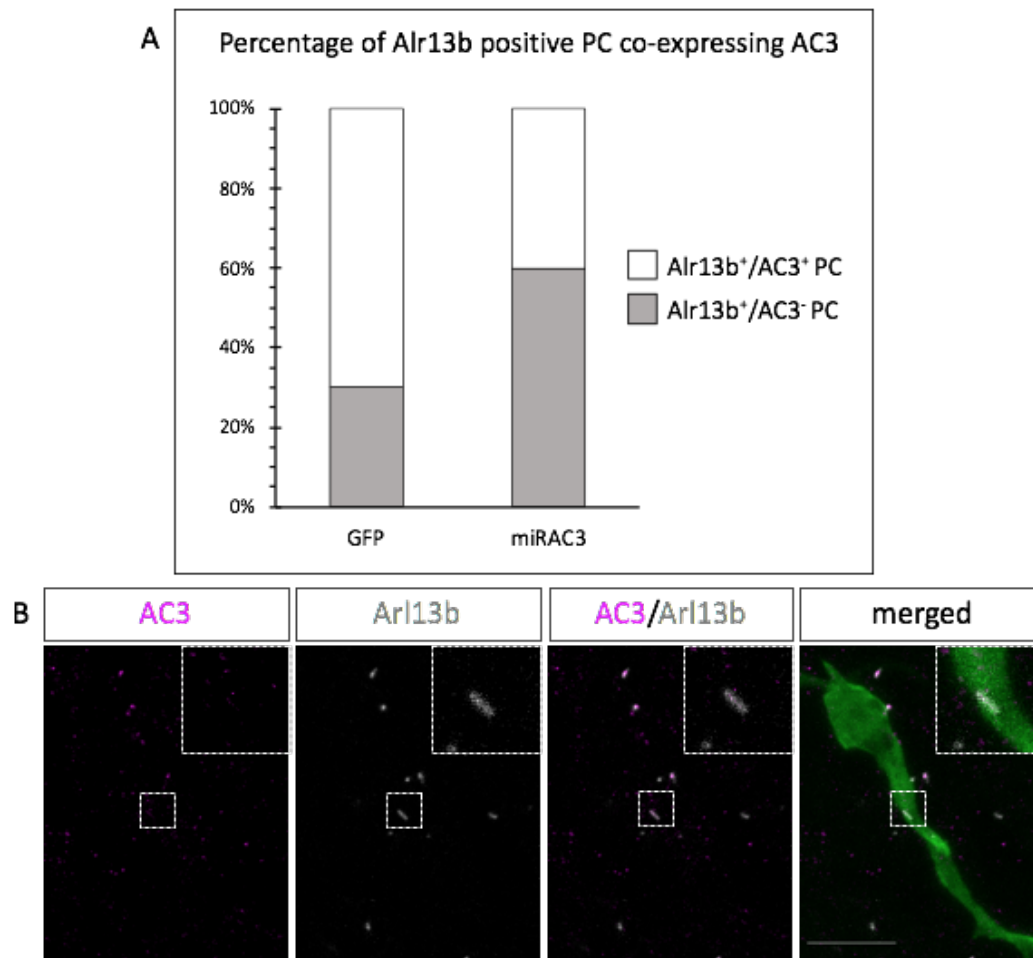 A
Percentage of Alr13b positive PC co-expressing AC3
100%
80%
60%
40%
20%
0%
GFP
miRAC3
Alr13b⁺/AC3⁺ PC
Alr13b⁺/AC3⁻ PC
B
AC3
Arl13b
AC3/Arl13b
merged